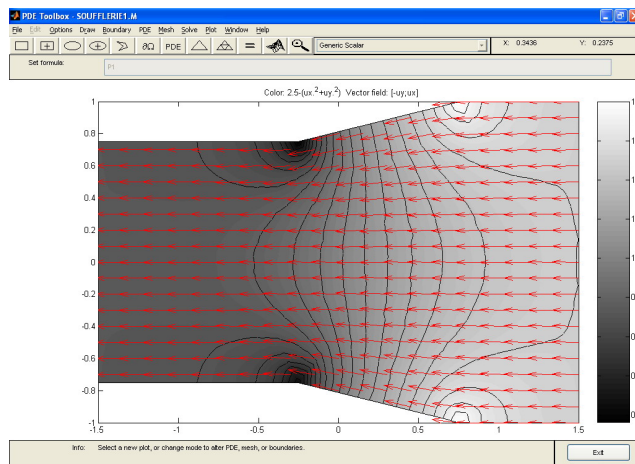 PDE Toolbox - SOUFFLERIE1.M
File Edit Options Draw Boundary PDE Mesh Solve Plot Window Help
∂Ω PDE = Generic Scalar X: 0.3436 Y: 0.2375
Set formula: P1
Color: 2.5-(ux.^2+uy.^2) Vector field: [-uy;ux]
1
0.8
0.6
0.4
0.2
0
-0.2
-0.4
-0.6
-0.8
-1
-1.5 -1 -0.5 0 0.5 1 1.5
Info: Select a new plot, or change mode to alter PDE, mesh, or boundaries.
Exit